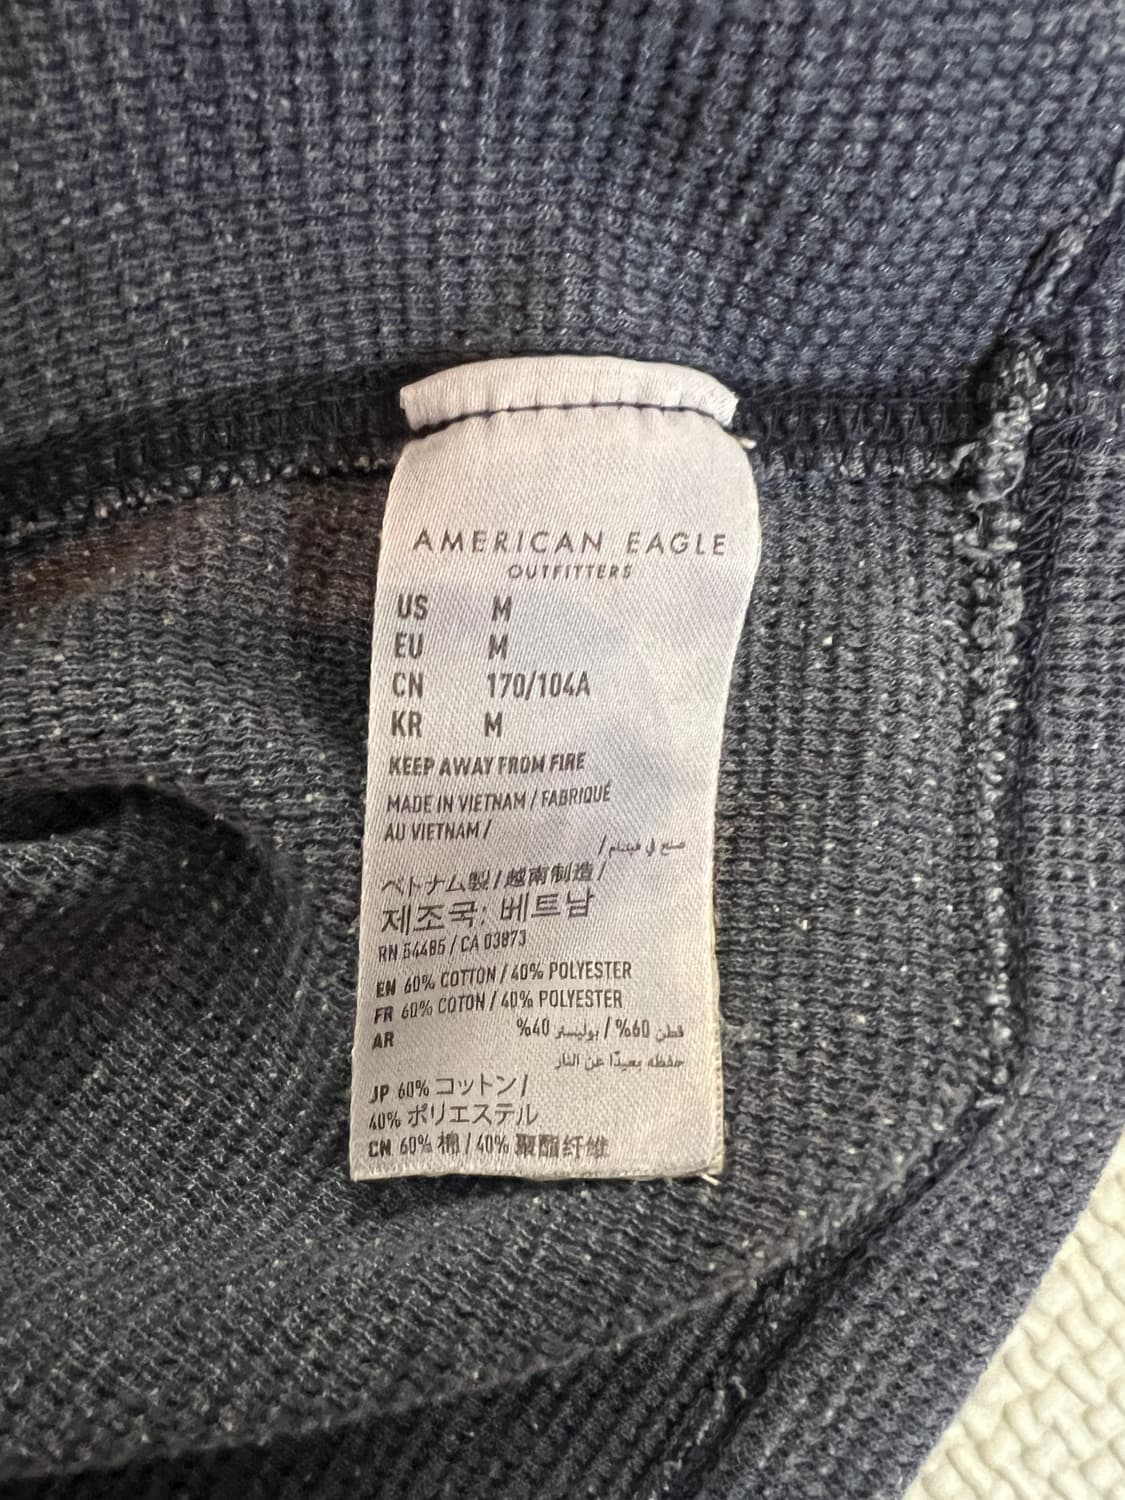 AMERICAN EAGLE
OUTFITTERS
US M
EU M
CN 170/104A
KR M
KEEP AWAY FROM FIRE
MADE IN VIETNAM / FABRIQUÉ
AU VIETNAM /
صنع في فيتنام /
ベトナム製 / 越南制造 /
제조국: 베트남
RN 54485 / CA 03873
EN 60% COTTON / 40% POLYESTER
FR 60% COTON / 40% POLYESTER
AR قطن 60% / بوليستر 40%
حفظه بعيدًا عن النار
JP 60% コットン /
40% ポリエステル
CN 60% 棉 / 40% 聚酯纤维